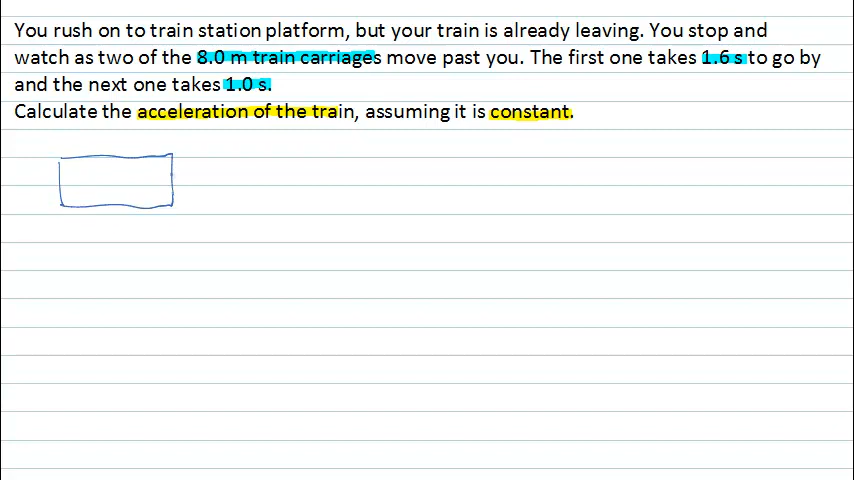 You rush on to train station platform, but your train is already leaving. You stop and
watch as two of the 8.0 m train carriages move past you. The first one takes 1.6 s to go by
and the next one takes 1.0 s.
Calculate the acceleration of the train, assuming it is constant.